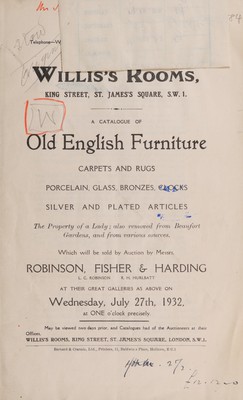 Telephone—W
WILLIS'S ROOMS,
KING STREET, ST. JAMES'S SQUARE, S.W.1.
W
A CATALOGUE OF
Old English Furniture
CARPETS AND RUGS
PORCELAIN, GLASS, BRONZES, CLOCKS
SILVER AND PLATED ARTICLES
The Property of a Lady; also removed from Beaufort
Gardens, and from various sources.
Which will be sold by Auction by Messrs.
ROBINSON, FISHER & HARDING
L. G. ROBINSON R. H. HURLBATT
AT THEIR GREAT GALLERIES AS ABOVE ON
Wednesday, July 27th, 1932,
at ONE o'clock precisely.
May be viewed two days prior, and Catalogues had of the Auctioneers at their
Offices,
WILLIS'S ROOMS, KING STREET, ST. JAMES'S SQUARE, LONDON, S.W.1.